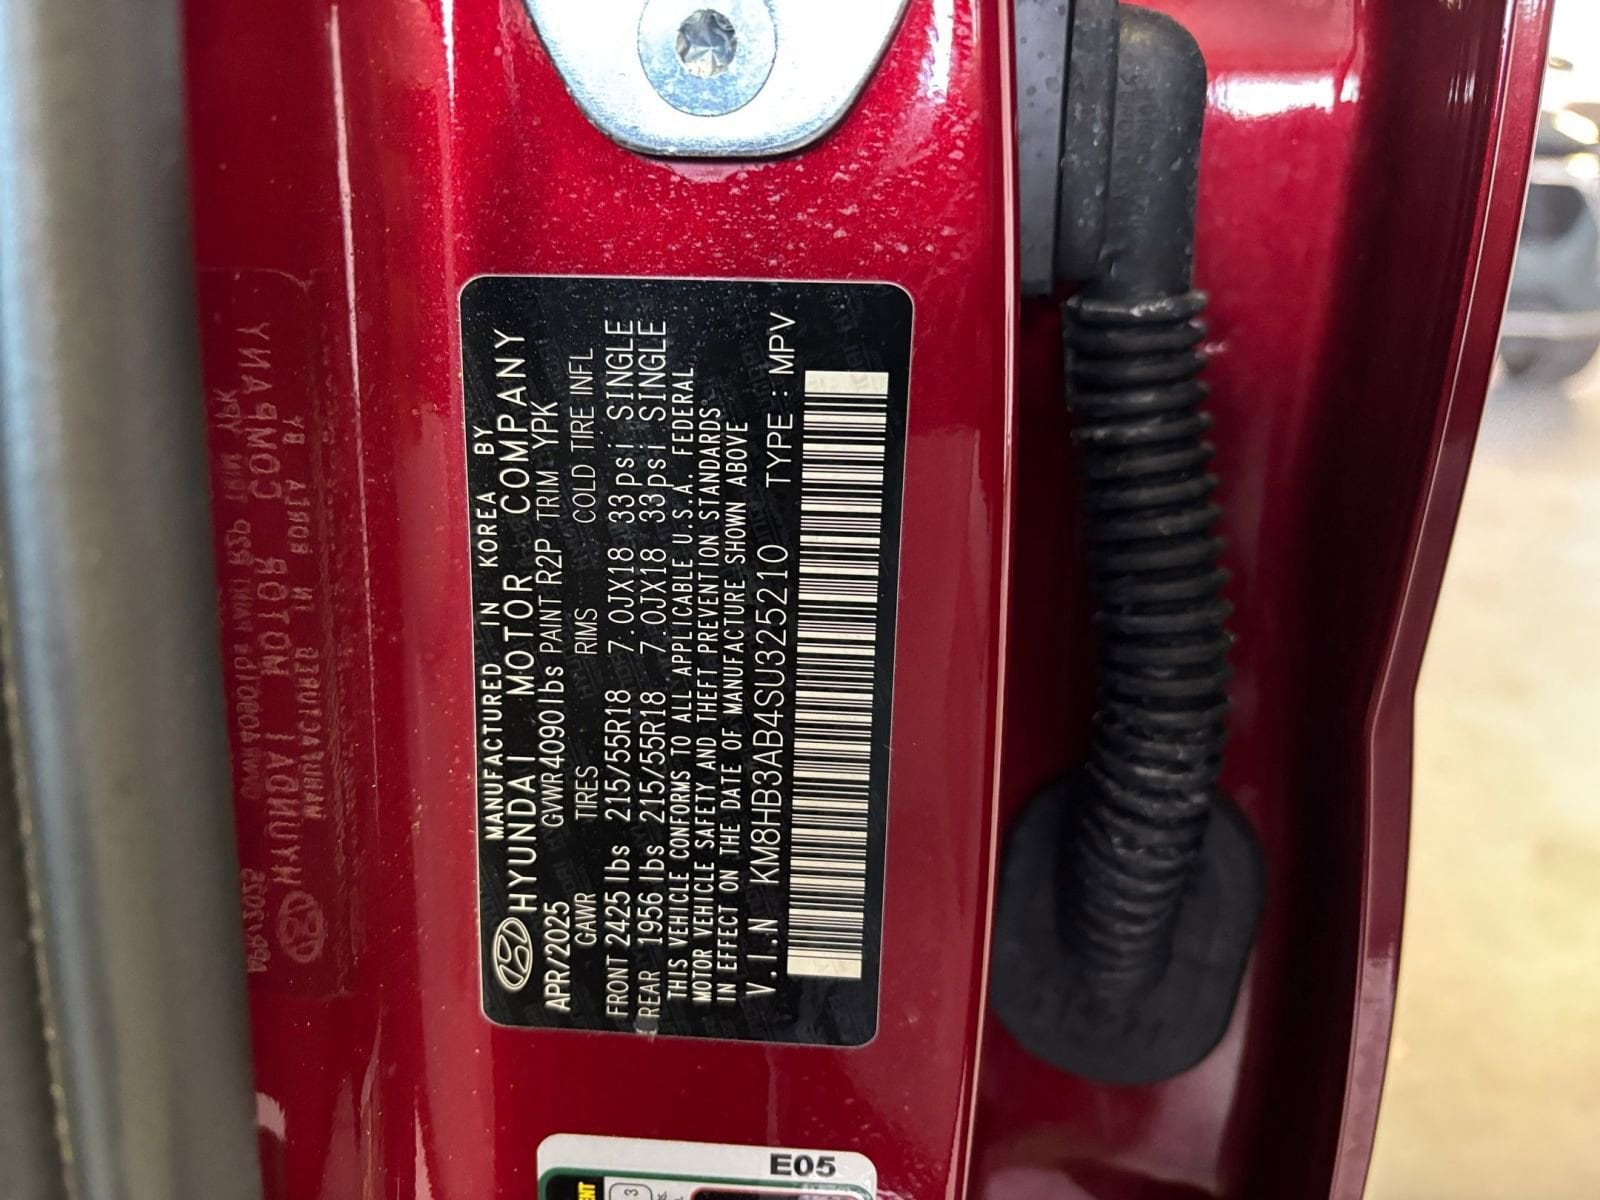 MANUFACTURED IN KOREA BY
HYUNDAI MOTOR COMPANY
APR/2025 GVWR4090lbs PAINT R2P TRIM YPK
GAWR TIRES RIMS COLD TIRE INFL
FRONT 2425 lbs 215/55R18 7.0JX18 33psi SINGLE
REAR 1956 lbs 215/55R18 7.0JX18 33psi SINGLE
THIS VEHICLE CONFORMS TO ALL APPLICABLE U.S.A. FEDERAL
MOTOR VEHICLE SAFETY AND THEFT PREVENTION STANDARDS
IN EFFECT ON THE DATE OF MANUFACTURE SHOWN ABOVE
V.I.N KM8HB3AB4SU325210 TYPE : MPV
E05
3